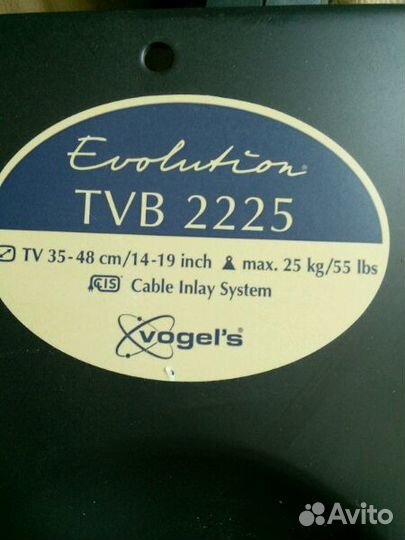 Evolution®
TVB 2225
TV 35-48 cm/14-19 inch max. 25 kg/55 lbs
CIS Cable Inlay System
vogel's®
Avito